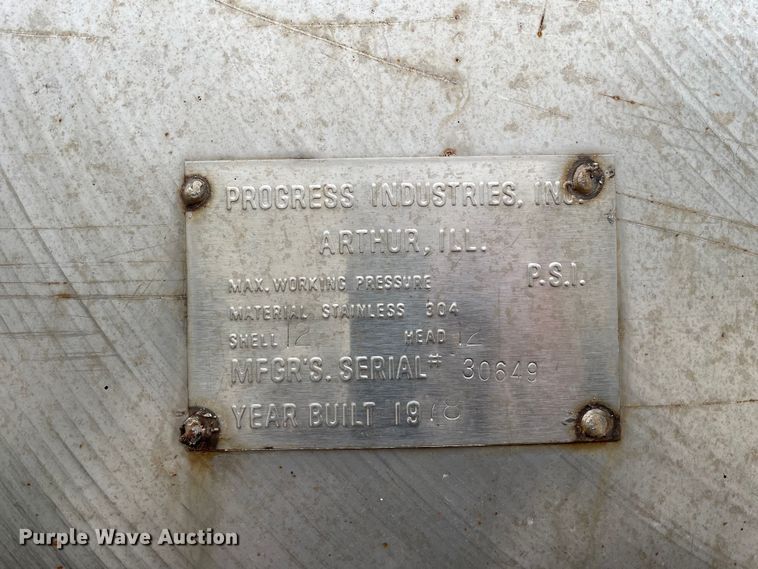 PROGRESS INDUSTRIES, INC.
ARTHUR, ILL.
MAX. WORKING PRESSURE P.S.I.
MATERIAL STAINLESS 304
SHELL 12 HEAD 12
MFGR'S. SERIAL# 30649
YEAR BUILT 1978
Purple Wave Auction